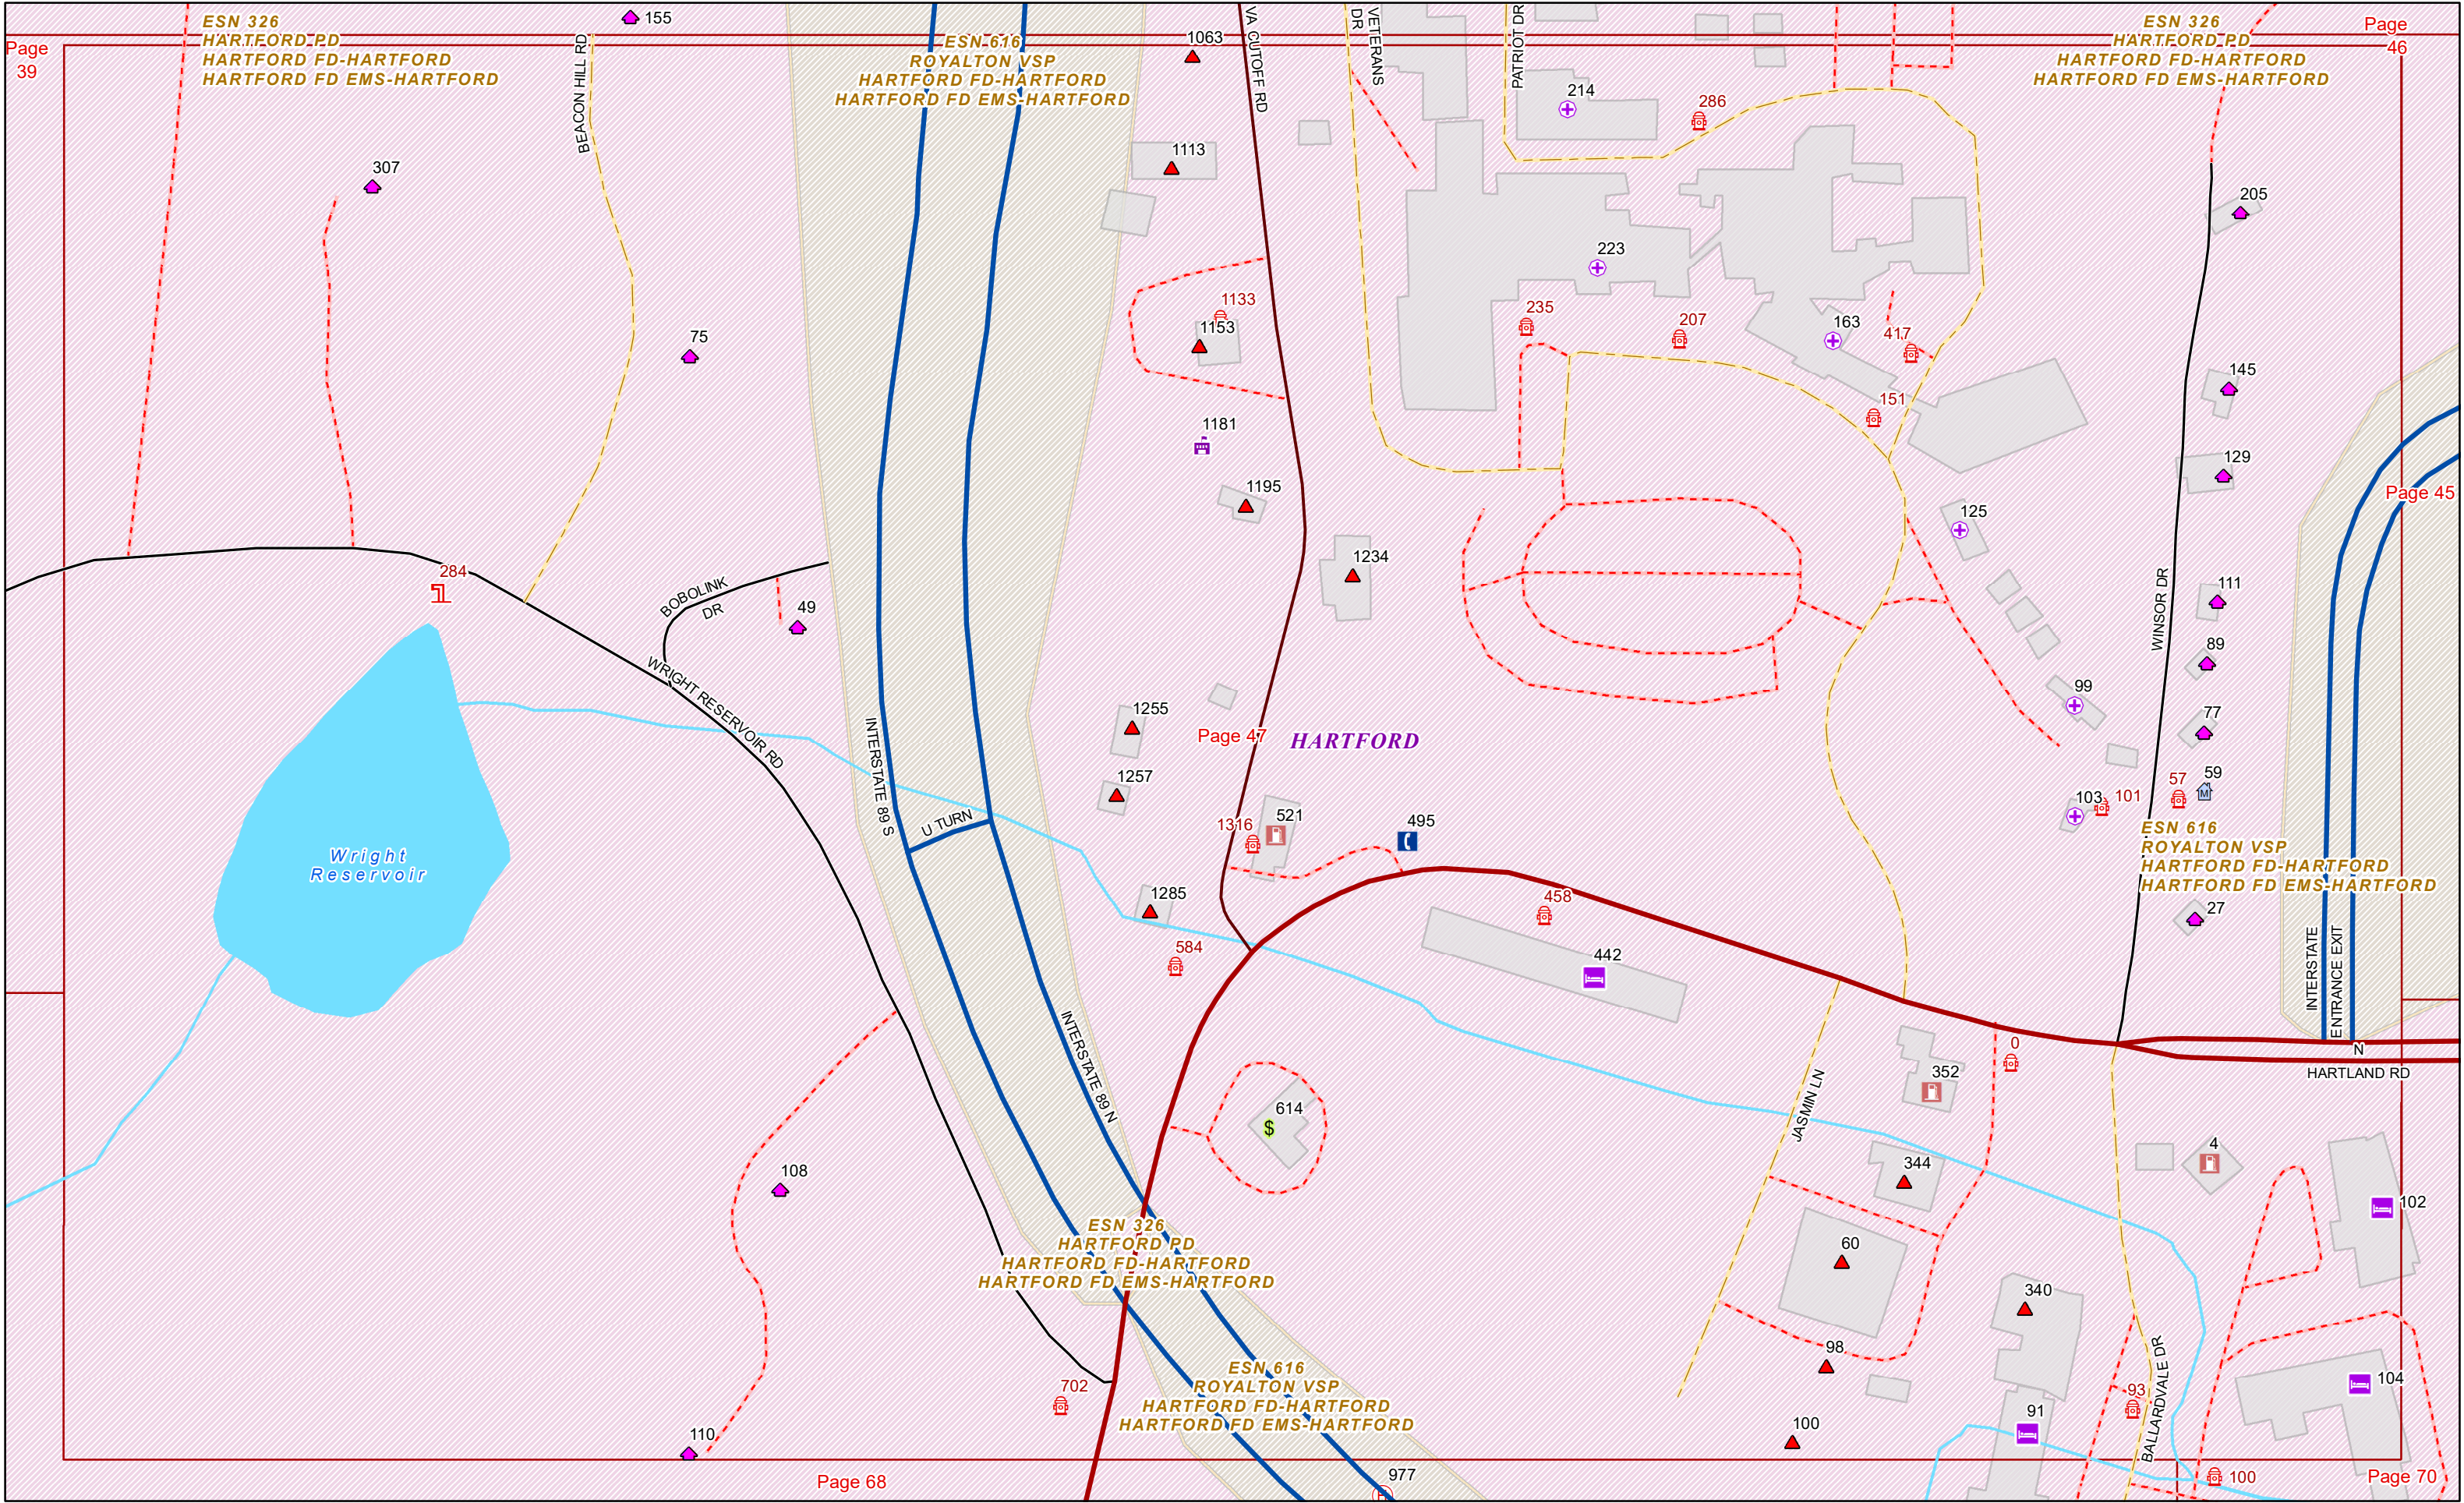 ESN 326
HARTFORD PD
HARTFORD FD-HARTFORD
HARTFORD FD EMS-HARTFORD
155
ESN 616
ROYALTON VSP
HARTFORD FD-HARTFORD
HARTFORD FD EMS-HARTFORD
ESN 326
HARTFORD PD
HARTFORD FD-HARTFORD
HARTFORD FD EMS-HARTFORD
Page
39
Page
46
BEACON HILL RD
VA CUTOFF RD
VETERANS
DR
PATRIOT DR
1063
214
286
1113
307
205
223
1133
1153
235
207
163
417
75
145
151
1181
129
Page 45
1195
125
1234
284
BOBOLINK
DR
49
111
WINSOR DR
89
WRIGHT RESERVOIR RD
99
1255
77
Page 47
HARTFORD
INTERSTATE 89 S
1257
57
59
103
101
U TURN
521
1316
495
ESN 616
ROYALTON VSP
HARTFORD FD-HARTFORD
HARTFORD FD EMS-HARTFORD
Wright
Reservoir
1285
458
27
584
442
INTERSTATE
ENTRANCE EXIT
INTERSTATE 89 N
0
N
HARTLAND RD
352
JASMIN LN
614
$
4
344
108
102
ESN 326
HARTFORD PD
HARTFORD FD-HARTFORD
HARTFORD FD EMS-HARTFORD
60
340
98
ESN 616
ROYALTON VSP
HARTFORD FD-HARTFORD
HARTFORD FD EMS-HARTFORD
702
BALLARDVALE DR
104
93
91
100
110
Page 68
977
100
Page 70
M